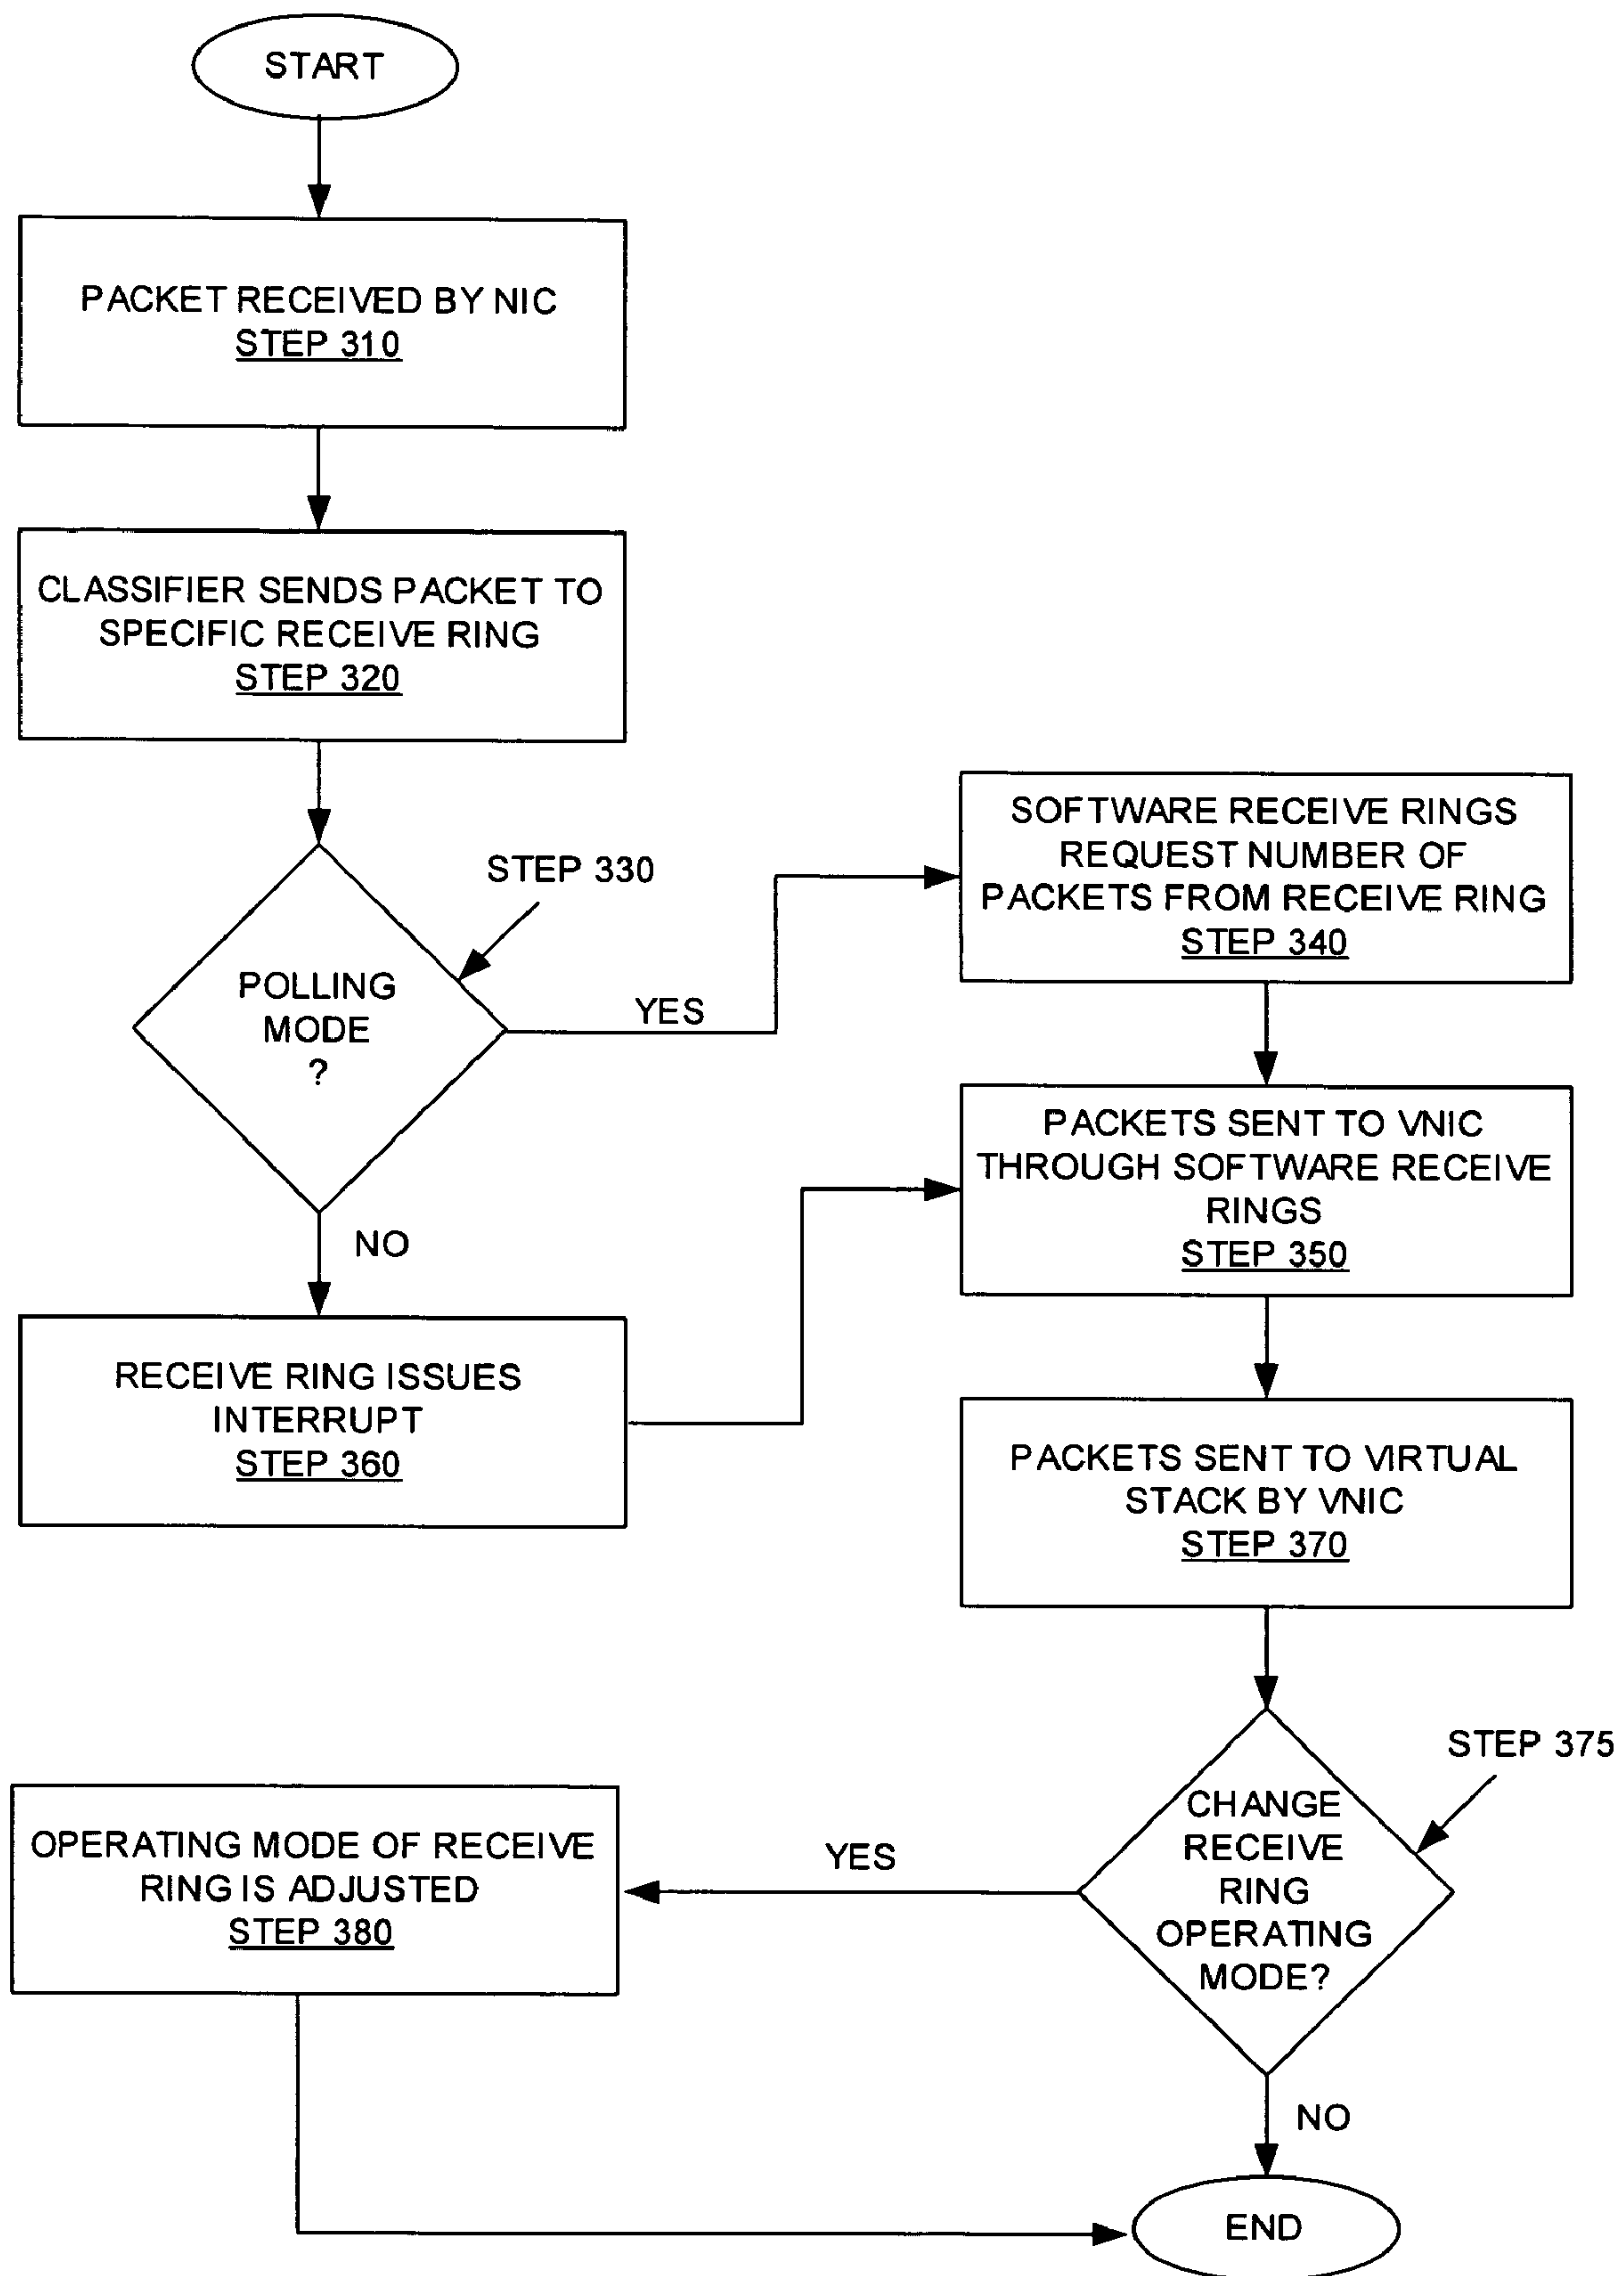 START
PACKET RECEIVED BY NIC
STEP 310
CLASSIFIER SENDS PACKET TO
SPECIFIC RECEIVE RING
STEP 320
STEP 330
POLLING
MODE
?
YES
NO
SOFTWARE RECEIVE RINGS
REQUEST NUMBER OF
PACKETS FROM RECEIVE RING
STEP 340
PACKETS SENT TO VNIC
THROUGH SOFTWARE RECEIVE
RINGS
STEP 350
RECEIVE RING ISSUES
INTERRUPT
STEP 360
PACKETS SENT TO VIRTUAL
STACK BY VNIC
STEP 370
STEP 375
CHANGE
RECEIVE
RING
OPERATING
MODE?
YES
OPERATING MODE OF RECEIVE
RING IS ADJUSTED
STEP 380
NO
END